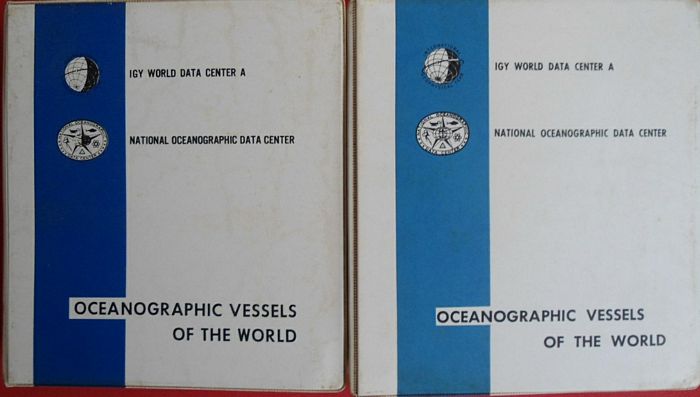 IGY WORLD DATA CENTER A
NATIONAL OCEANOGRAPHIC DATA CENTER
OCEANOGRAPHIC VESSELS
OF THE WORLD
IGY WORLD DATA CENTER A
NATIONAL OCEANOGRAPHIC DATA CENTER
OCEANOGRAPHIC VESSELS
OF THE WORLD